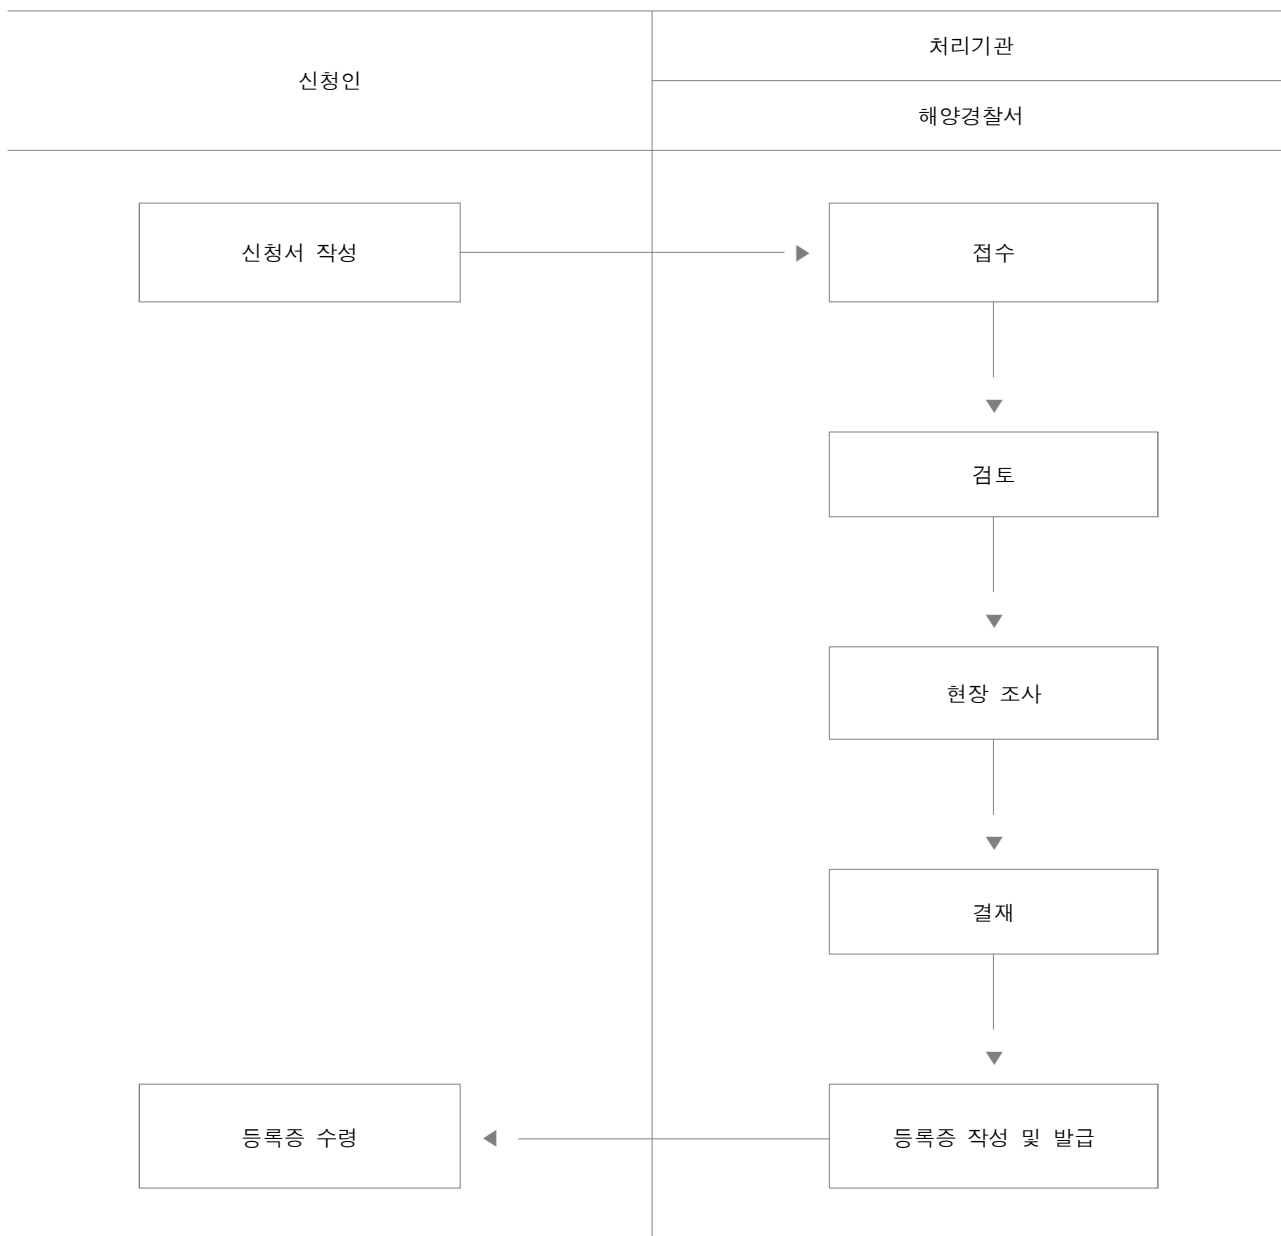 신청인
처리기관
해양경찰서
신청서 작성
접수
검토
현장 조사
결재
등록증 수령
등록증 작성 및 발급